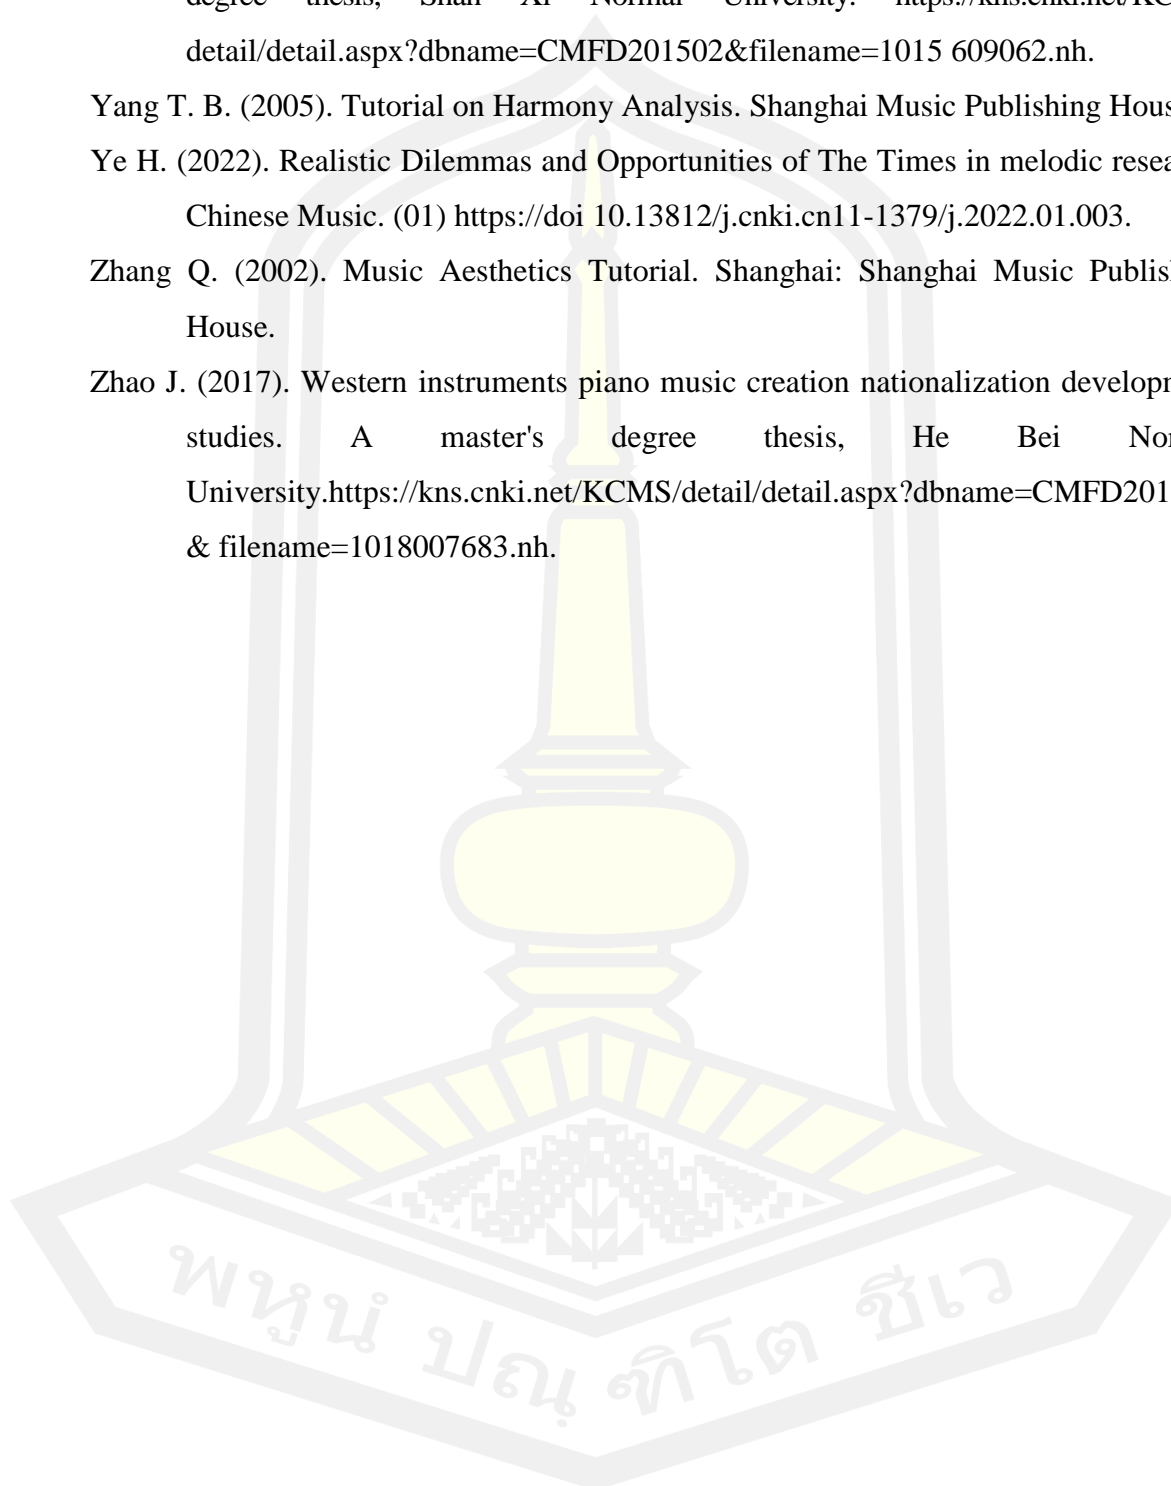 degree thesis, Shan Xi Normal University. https://kns.cnki.net/KC
detail/detail.aspx?dbname=CMFD201502&filename=1015 609062.nh.
Yang T. B. (2005). Tutorial on Harmony Analysis. Shanghai Music Publishing Hous
Ye H. (2022). Realistic Dilemmas and Opportunities of The Times in melodic resea
Chinese Music. (01) https://doi 10.13812/j.cnki.cn11-1379/j.2022.01.003.
Zhang Q. (2002). Music Aesthetics Tutorial. Shanghai: Shanghai Music Publis
House.
Zhao J. (2017). Western instruments piano music creation nationalization developm
studies. A master's degree thesis, He Bei Nor
University.https://kns.cnki.net/KCMS/detail/detail.aspx?dbname=CMFD201
& filename=1018007683.nh.
พหูนํ ปณฺฑิโต ชีเว